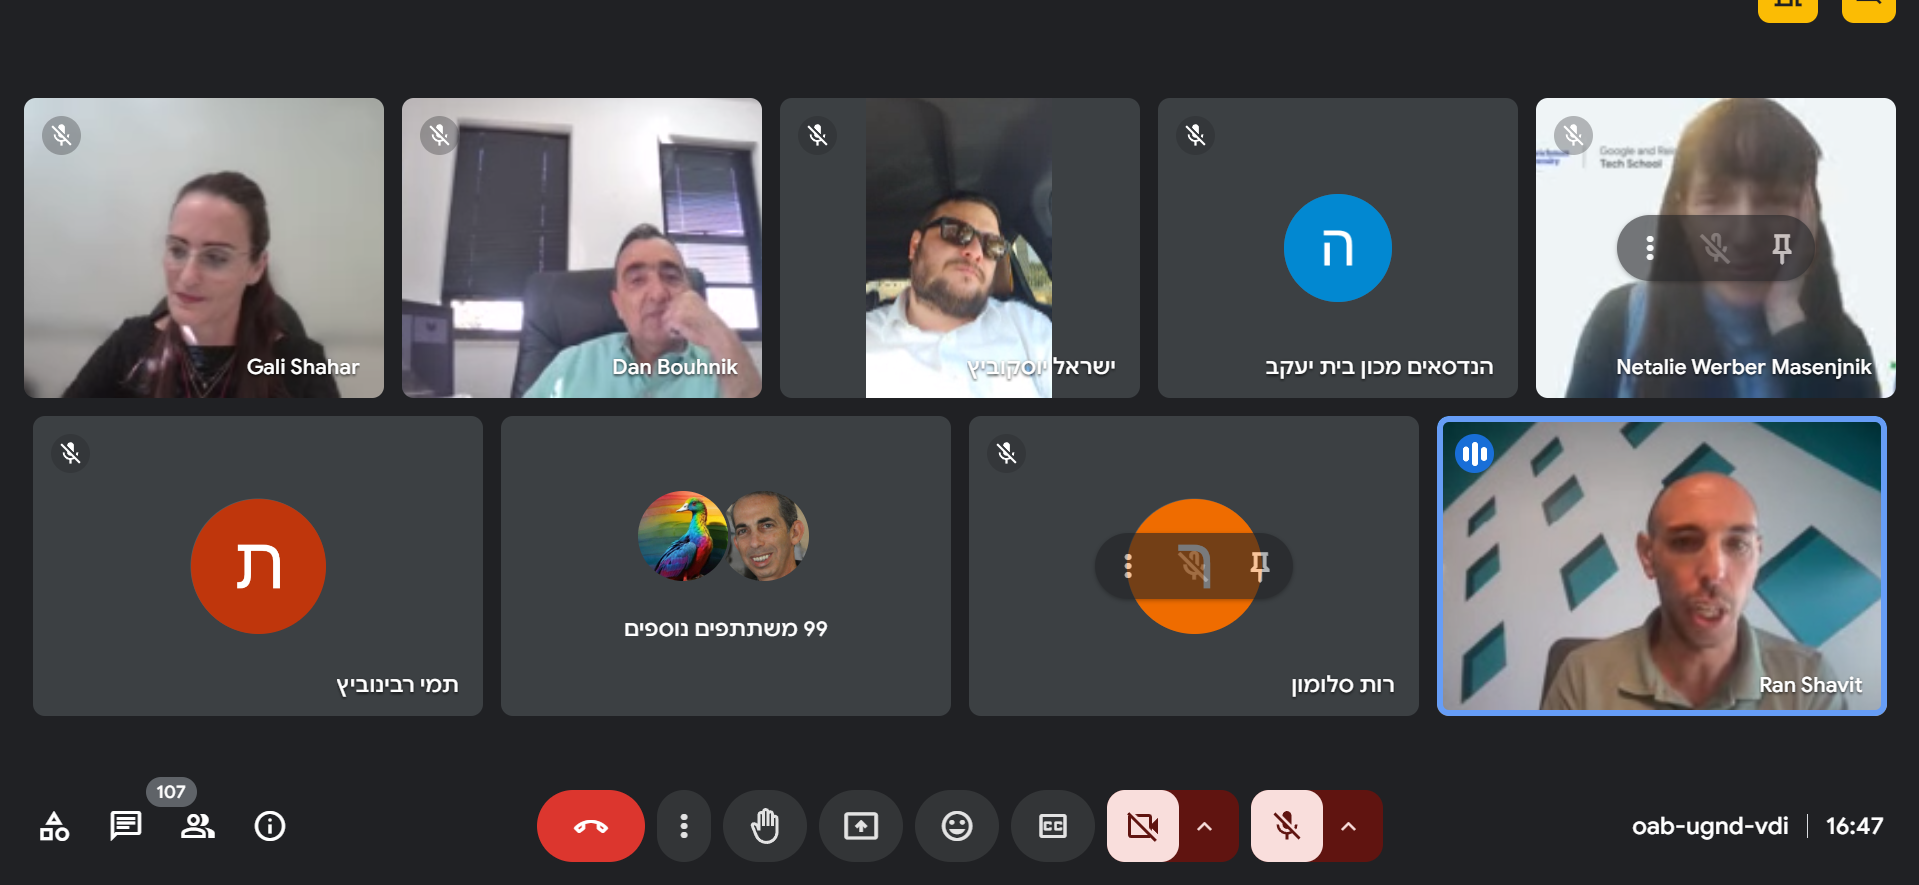 Google and Rei
Tech School
Gali Shahar
Dan Bouhnik
ישראל יוסקוביץ
ה
הנדסאים מכון בית יעקב
Netalie Werber Masenjnik
ת
תמי רבינוביץ
99 משתתפים נוספים
ר
רות סלומון
Ran Shavit
107
CC
oab-ugnd-vdi | 16:47